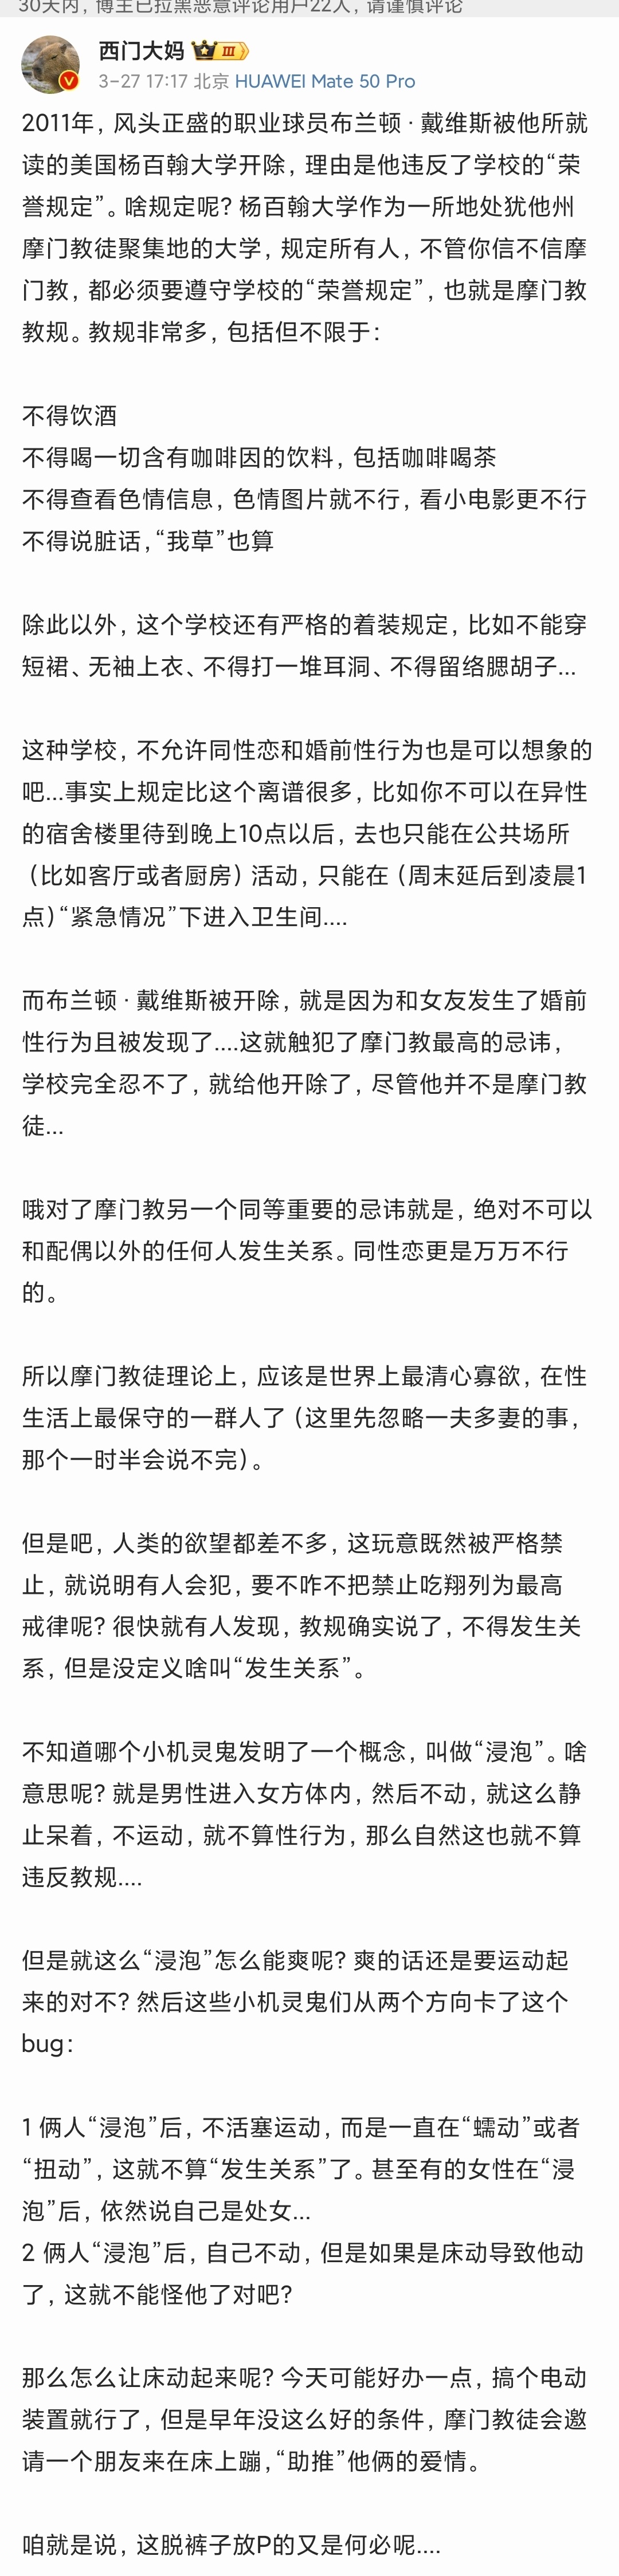 30天内，博主已拉黑恶意评论用户22人，请谨慎评论
西门大妈 III
3-27 17:17 北京 HUAWEI Mate 50 Pro
2011年，风头正盛的职业球员布兰顿·戴维斯被他所就
读的美国杨百翰大学开除，理由是他违反了学校的“荣
誉规定”。啥规定呢？杨百翰大学作为一所地处犹他州
摩门教徒聚集地的大学，规定所有人，不管你信不信摩
门教，都必须要遵守学校的“荣誉规定”，也就是摩门教
教规。教规非常多，包括但不限于：
不得饮酒
不得喝一切含有咖啡因的饮料，包括咖啡喝茶
不得查看色情信息，色情图片就不行，看小电影更不行
不得说脏话，“我草”也算
除此以外，这个学校还有严格的着装规定，比如不能穿
短裙、无袖上衣、不得打一堆耳洞、不得留络腮胡子...
这种学校，不允许同性恋和婚前性行为也是可以想象的
吧...事实上规定比这个离谱很多，比如你不可以在异性
的宿舍楼里待到晚上10点以后，去也只能在公共场所
（比如客厅或者厨房）活动，只能在（周末延后到凌晨1
点）“紧急情况”下进入卫生间....
而布兰顿·戴维斯被开除，就是因为和女友发生了婚前
性行为且被发现了....这就触犯了摩门教最高的忌讳，
学校完全忍不了，就给他开除了，尽管他并不是摩门教
徒...
哦对了摩门教另一个同等重要的忌讳就是，绝对不可以
和配偶以外的任何人发生关系。同性恋更是万万不行
的。
所以摩门教徒理论上，应该是世界上最清心寡欲，在性
生活上最保守的一群人了（这里先忽略一夫多妻的事，
那个一时半会说不完）。
但是吧，人类的欲望都差不多，这玩意既然被严格禁
止，就说明有人会犯，要不咋不把禁止吃翔列为最高
戒律呢？很快就有人发现，教规确实说了，不得发生关
系，但是没定义啥叫“发生关系”。
不知道哪个小机灵鬼发明了一个概念，叫做“浸泡”。啥
意思呢？就是男性进入女方体内，然后不动，就这么静
止呆着，不运动，就不算性行为，那么自然这也就不算
违反教规....
但是就这么“浸泡”怎么能爽呢？爽的话还是要运动起
来的对不？然后这些小机灵鬼们从两个方向卡了这个
bug：
1 俩人“浸泡”后，不活塞运动，而是一直在“蠕动”或者
“扭动”，这就不算“发生关系”了。甚至有的女性在“浸
泡”后，依然说自己是处女...
2 俩人“浸泡”后，自己不动，但是如果是床动导致他动
了，这就不能怪他了对吧？
那么怎么让床动起来呢？今天可能好办一点，搞个电动
装置就行了，但是早年没这么好的条件，摩门教徒会邀
请一个朋友来在床上蹦，“助推”他俩的爱情。
咱就是说，这脱裤子放P的又是何必呢....